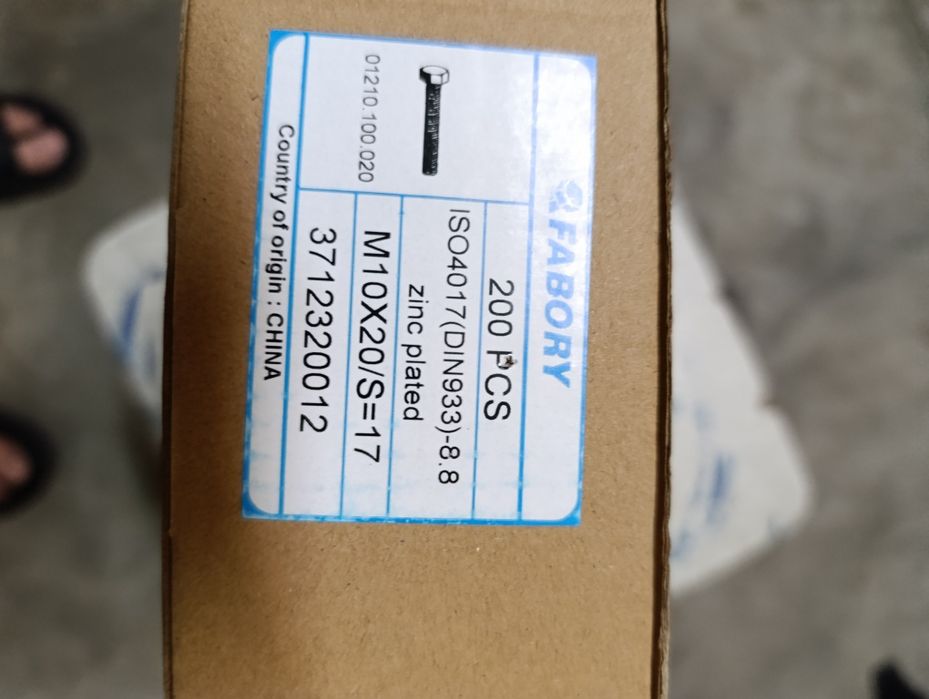 FABORY
200 PCS
ISO4017(DIN933)-8.8
zinc plated
M10X20/S=17
3712320012
01210.100.020
Country of origin : CHINA